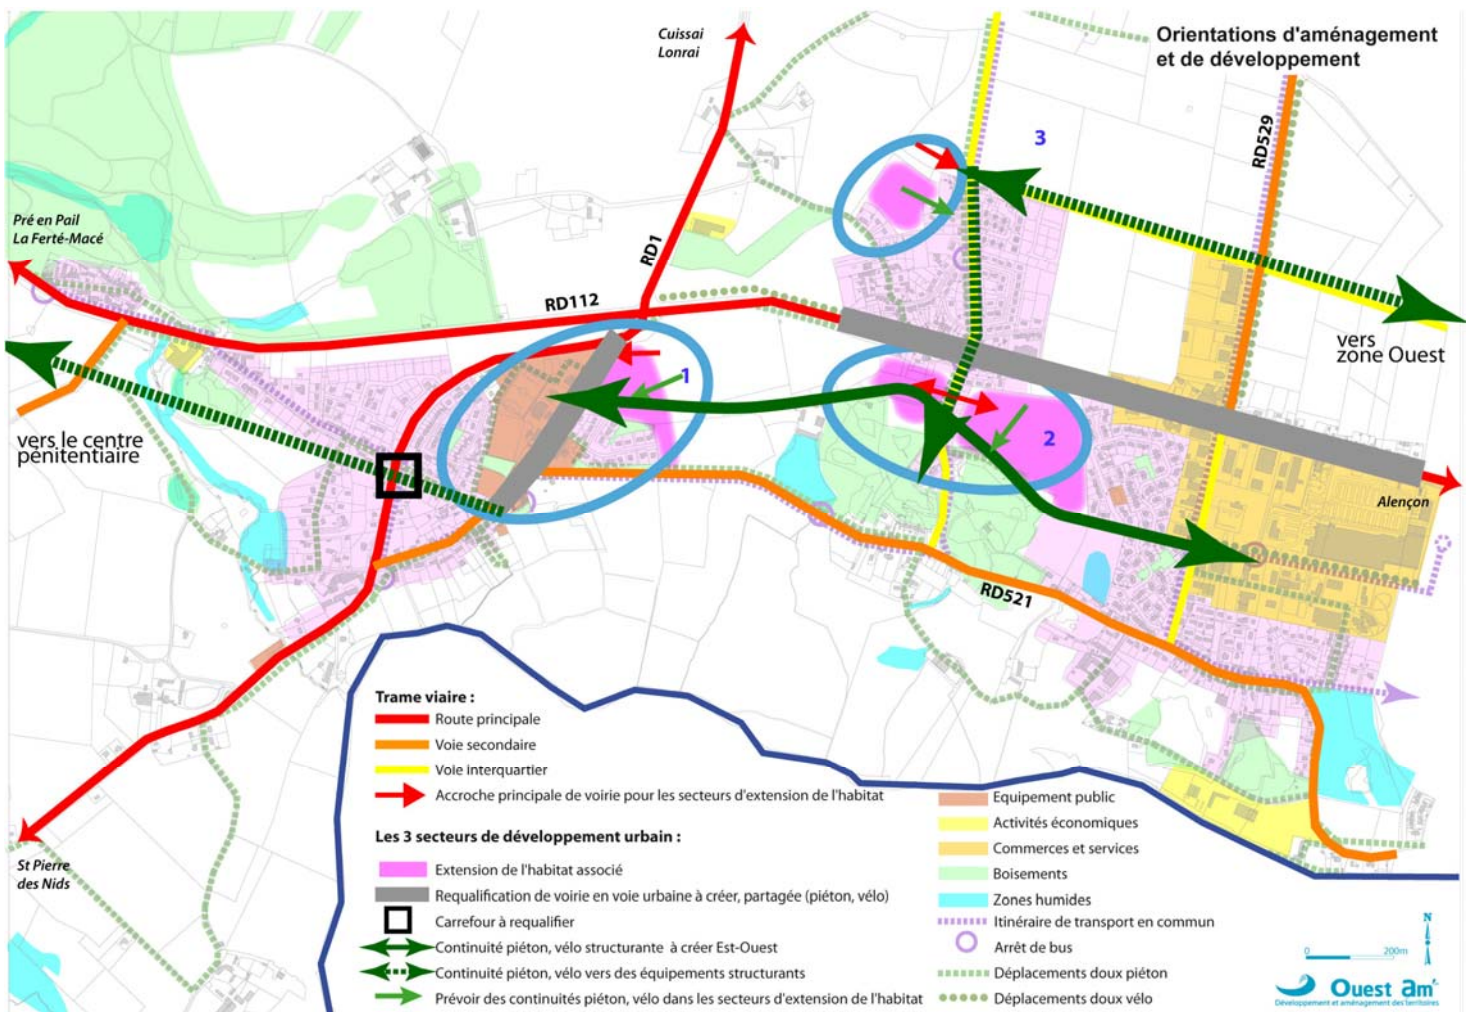 Orientations d'aménagement
et de développement
Cuissai
Lonrai
3
RD529
Pré en Pail
La Ferté-Macé
RD1
RD112
vers
zone Ouest
1
2
vers le centre
pénitentiaire
Alençon
RD521
St Pierre
des Nids
Trame viaire :
Route principale
Voie secondaire
Voie interquartier
Accroche principale de voirie pour les secteurs d'extension de l'habitat
Les 3 secteurs de développement urbain :
Extension de l'habitat associé
Requalification de voirie en voie urbaine à créer, partagée (piéton, vélo)
Carrefour à requalifier
Continuité piéton, vélo structurante à créer Est-Ouest
Continuité piéton, vélo vers des équipements structurants
Prévoir des continuités piéton, vélo dans les secteurs d'extension de l'habitat
Equipement public
Activités économiques
Commerces et services
Boisements
Zones humides
Itinéraire de transport en commun
Arrêt de bus
Déplacements doux piéton
Déplacements doux vélo
N
0 200m
Ouest am'
Développement et aménagement des territoires